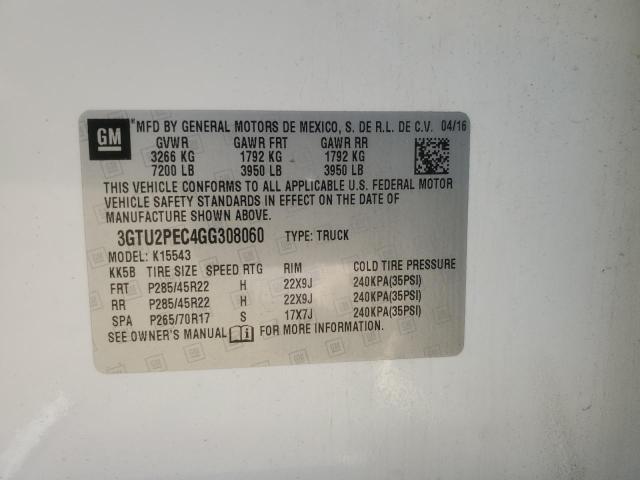 GM *MFD BY GENERAL MOTORS DE MEXICO, S. DE R.L. DE C.V. 04/16
GVWR GAWR FRT GAWR RR
3266 KG 1792 KG 1792 KG
7200 LB 3950 LB 3950 LB
THIS VEHICLE CONFORMS TO ALL APPLICABLE U.S. FEDERAL MOTOR
VEHICLE SAFETY STANDARDS IN EFFECT ON THE DATE OF
MANUFACTURE SHOWN ABOVE.
3GTU2PEC4GG308060 TYPE: TRUCK
MODEL: K15543
KK5B TIRE SIZE SPEED RTG RIM COLD TIRE PRESSURE
FRT P285/45R22 H 22X9J 240KPA(35PSI)
RR P285/45R22 H 22X9J 240KPA(35PSI)
SPA P265/70R17 S 17X7J 240KPA(35PSI)
SEE OWNER'S MANUAL FOR MORE INFORMATION.